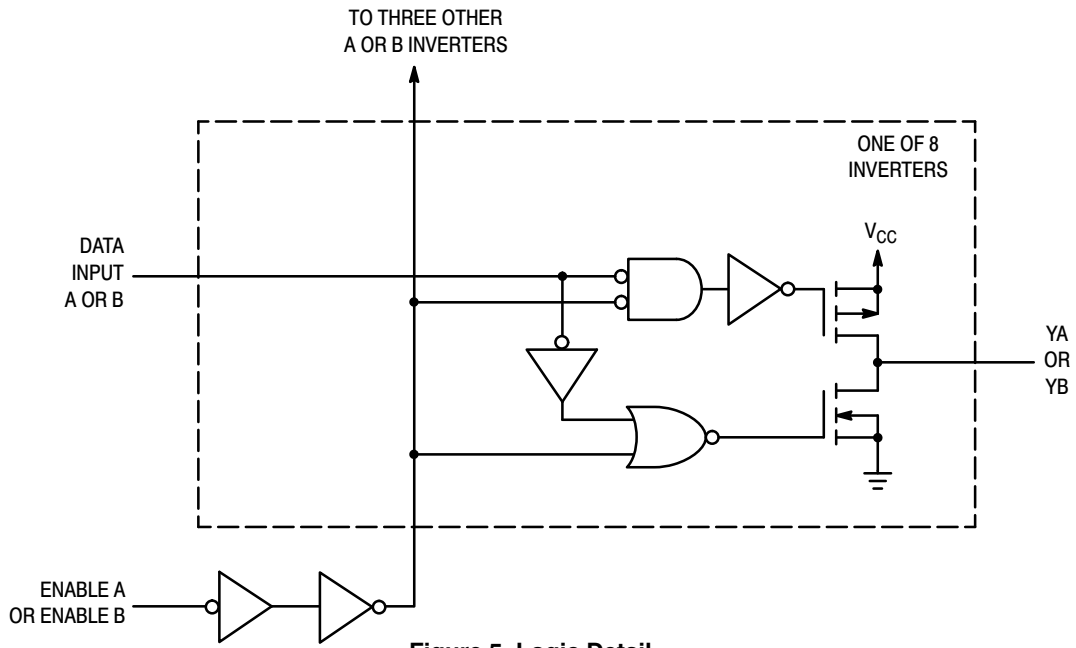 TO THREE OTHER
A OR B INVERTERS
ONE OF 8
INVERTERS
DATA
INPUT
A OR B
VCC
YA
OR
YB
ENABLE A
OR ENABLE B
Figure 5. Logic Detail